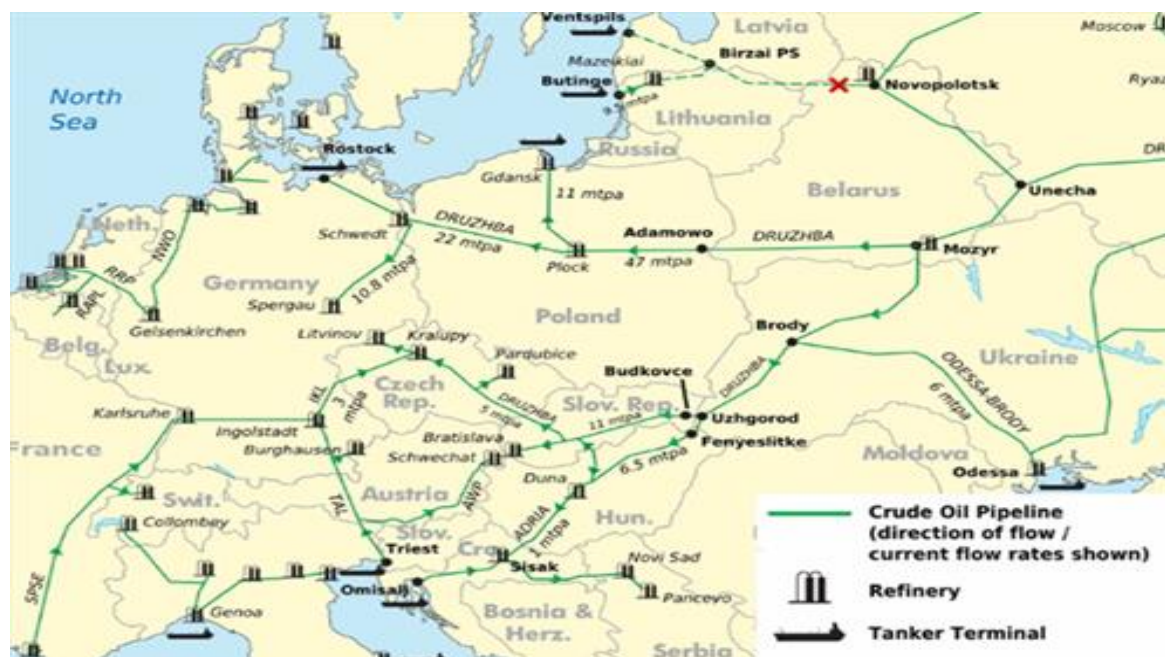 Ventspils
Latvia
Moscow
Birzai PS
Mazeikiai
Butinge
Novopolotsk
Lithuania
Russia
North
Sea
Rostock
Gdansk
11 mtpa
Belarus
Unecha
Neth.
NWO
Schwedt
DRUZHBA
22 mtpa
Adamowo
DRUZHBA
Plock
47 mtpa
Mozyr
RRP
RAPL
Germany
10.8 mtpa
Spergau
Gelsenkirchen
Litvinov
Kralupy
Poland
Brody
Belg.
Lux.
Pardubice
Ukraine
Czech
Rep.
IKL
3 mtpa
DRUZHBA
5 mtpa
Budkovce
DRUZHBA
ODESSA-BRODY
6 mtpa
Slov. Rep.
Karlsruhe
Ingolstadt
11 mtpa
Uzhgorod
Bratislava
Fenyeslitke
France
Burghausen
Schwechat
6.5 mtpa
Moldova
Duna
Odessa
Swit.
Austria
TAL
AWP
Hun.
ADRIA
1 mtpa
Collombey
Slov.
Cro.
Triest
Sisak
Novi Sad
Omisalj
Panceyo
SPSE
Genoa
Bosnia &
Herz.
Serbia
Crude Oil Pipeline
(direction of flow /
current flow rates shown)
Refinery
Tanker Terminal